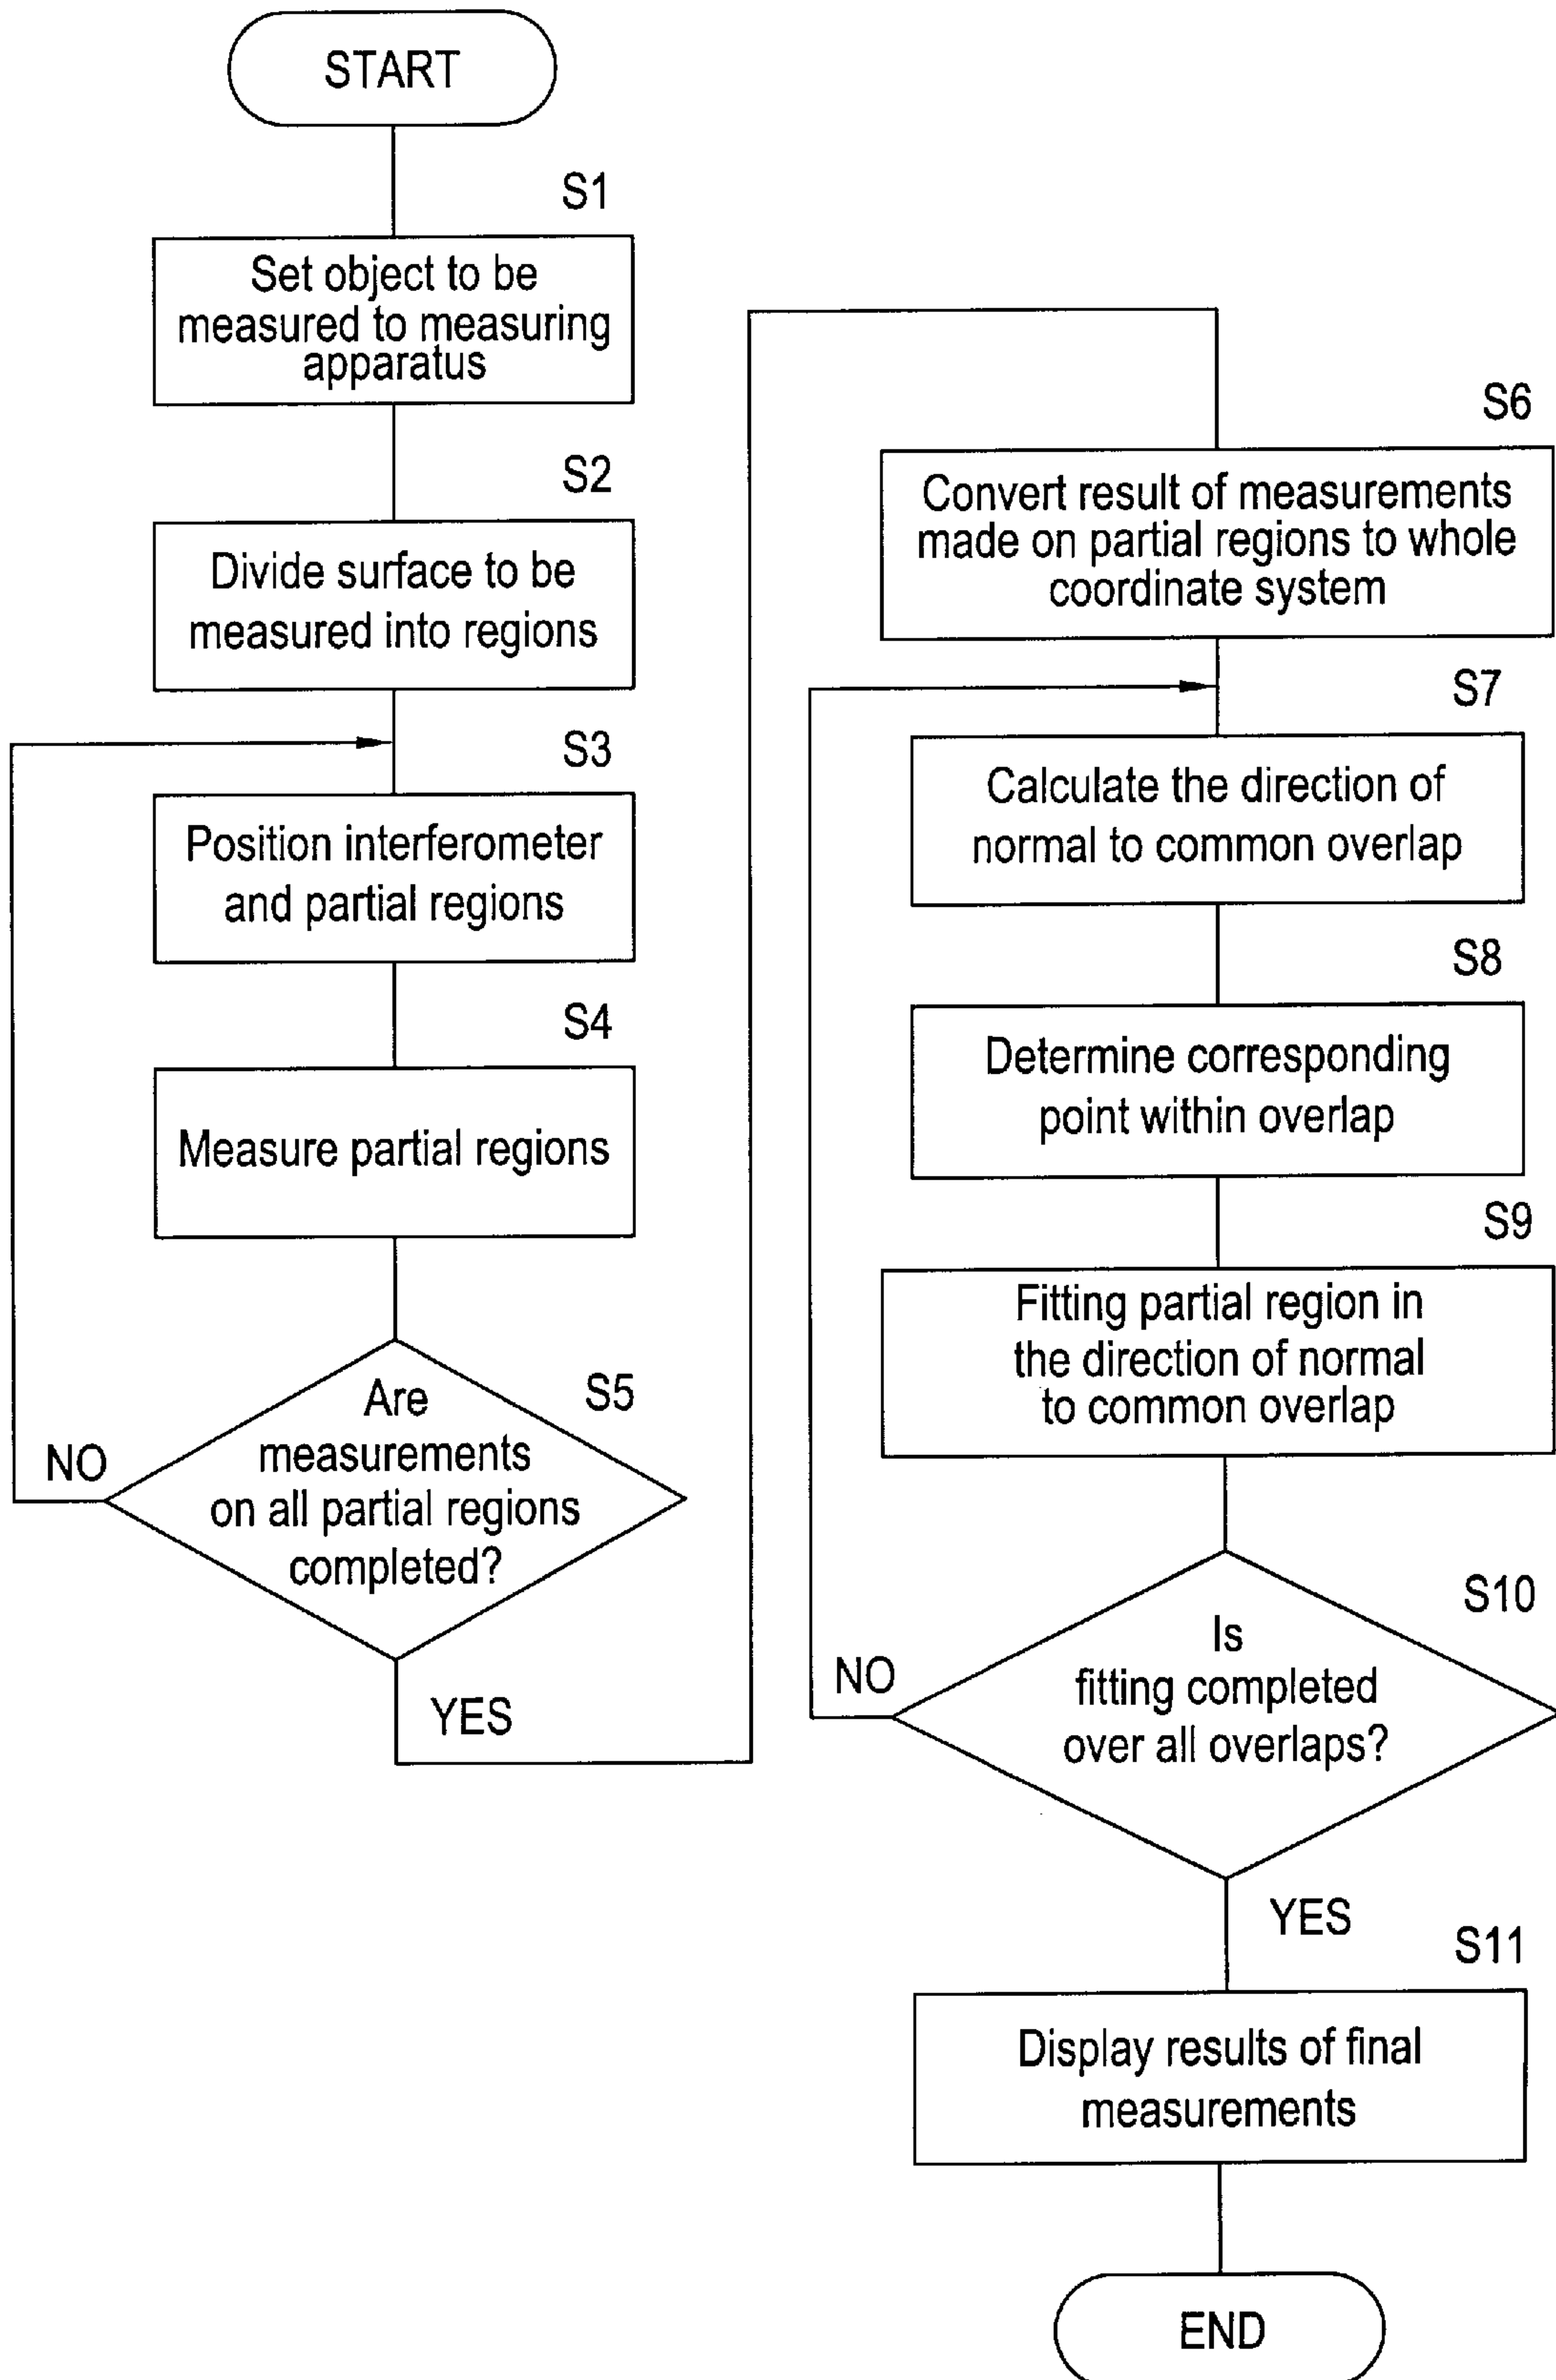 START
S1
Set object to be
measured to measuring
apparatus
S2
Divide surface to be
measured into regions
S3
Position interferometer
and partial regions
S4
Measure partial regions
S5
Are
measurements
on all partial regions
completed?
NO
YES
S6
Convert result of measurements
made on partial regions to whole
coordinate system
S7
Calculate the direction of
normal to common overlap
S8
Determine corresponding
point within overlap
S9
Fitting partial region in
the direction of normal
to common overlap
S10
Is
fitting completed
over all overlaps?
NO
YES
S11
Display results of final
measurements
END